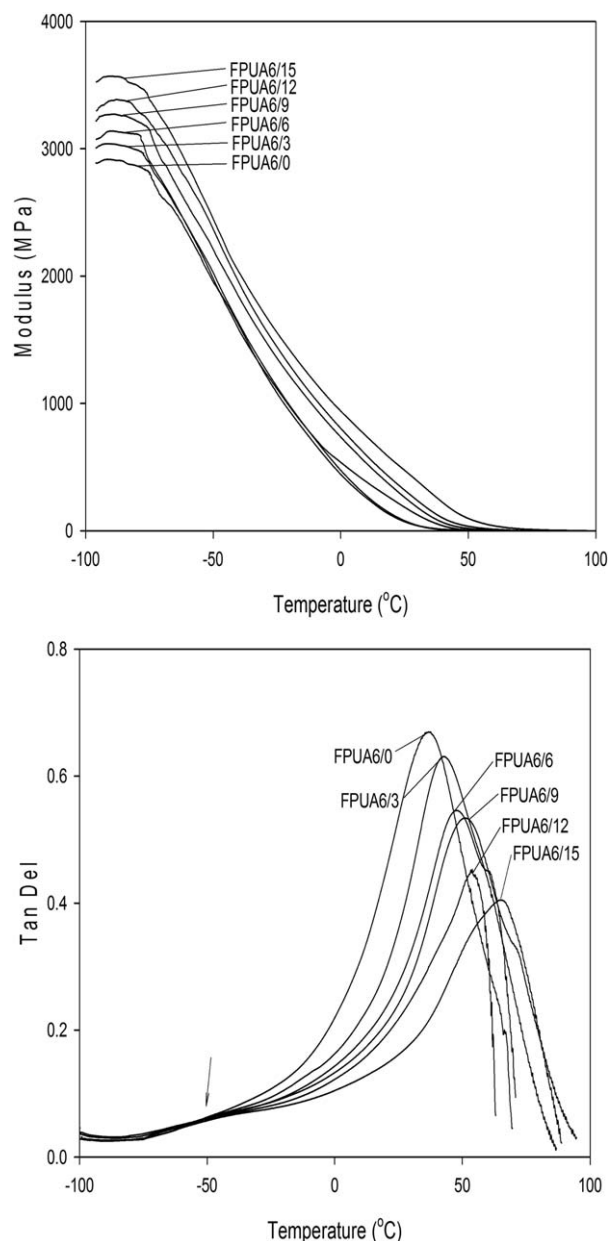 4000
FPUA6/15
FPUA6/12
FPUA6/9
FPUA6/6
FPUA6/3
FPUA6/0
3000
2000
1000
0
Modulus (MPa)
-100 -50 0 50 100
Temperature (°C)
0.8
FPUA6/0
FPUA6/6
FPUA6/3
FPUA6/9
FPUA6/12
FPUA6/15
0.6
0.4
0.2
0.0
Tan Del
-100 -50 0 50 100
Temperature (°C)